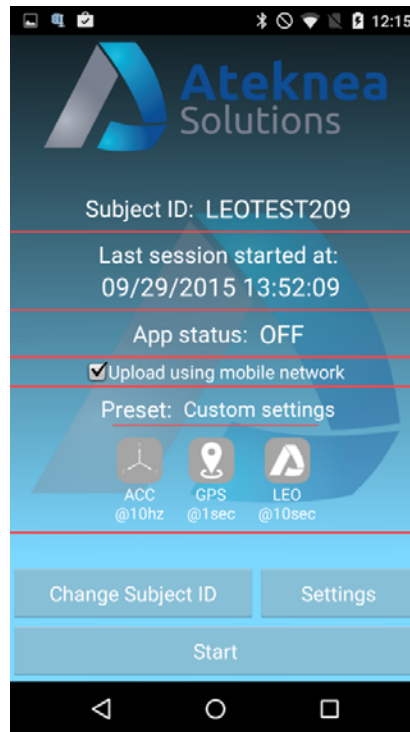 12:15
Ateknea
Solutions
Subject ID: LEOTEST209
Last session started at:
09/29/2015 13:52:09
App status: OFF
Upload using mobile network
Preset: Custom settings
ACC GPS LEO
@10hz @1sec @10sec
Change Subject ID Settings
Start